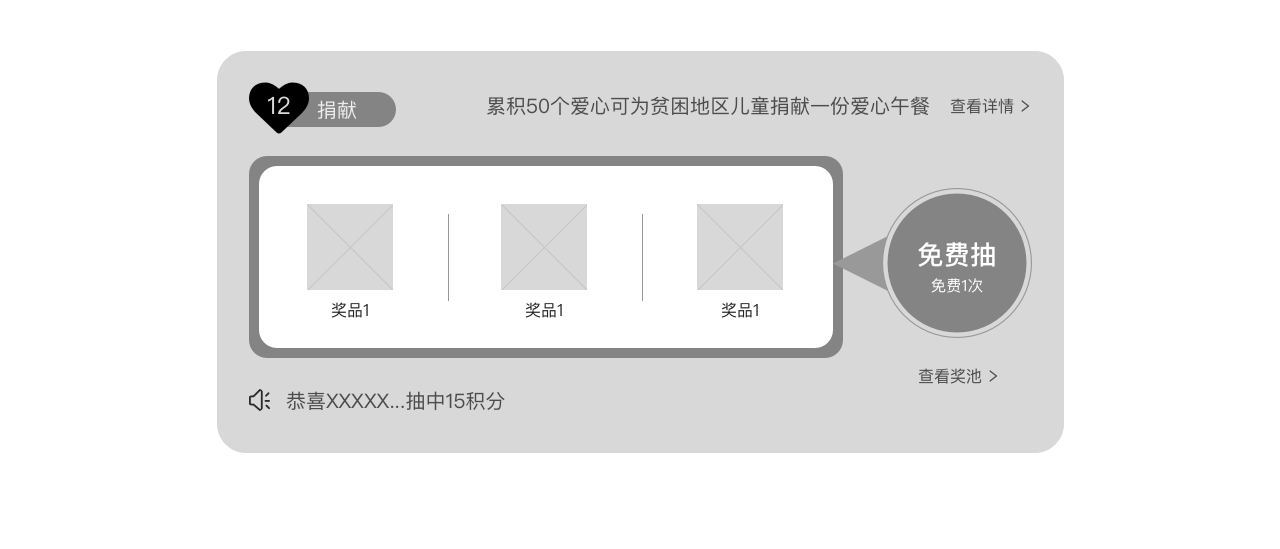 12 捐献
累积50个爱心可为贫困地区儿童捐献一份爱心午餐 查看详情 >
奖品1 奖品1 奖品1
免费抽
免费1次
查看奖池 >
恭喜XXXXX...抽中15积分